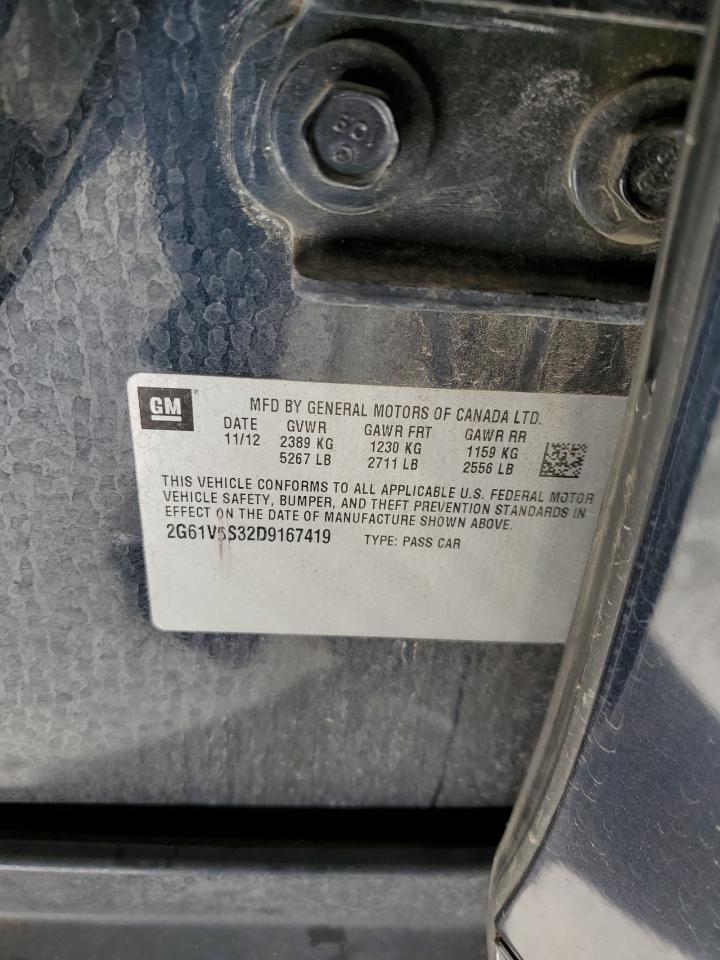 GM
MFD BY GENERAL MOTORS OF CANADA LTD.
DATE GVWR GAWR FRT GAWR RR
11/12 2389 KG 1230 KG 1159 KG
5267 LB 2711 LB 2556 LB
THIS VEHICLE CONFORMS TO ALL APPLICABLE U.S. FEDERAL MOTOR
VEHICLE SAFETY, BUMPER, AND THEFT PREVENTION STANDARDS IN
EFFECT ON THE DATE OF MANUFACTURE SHOWN ABOVE.
2G61V5S32D9167419 TYPE: PASS CAR